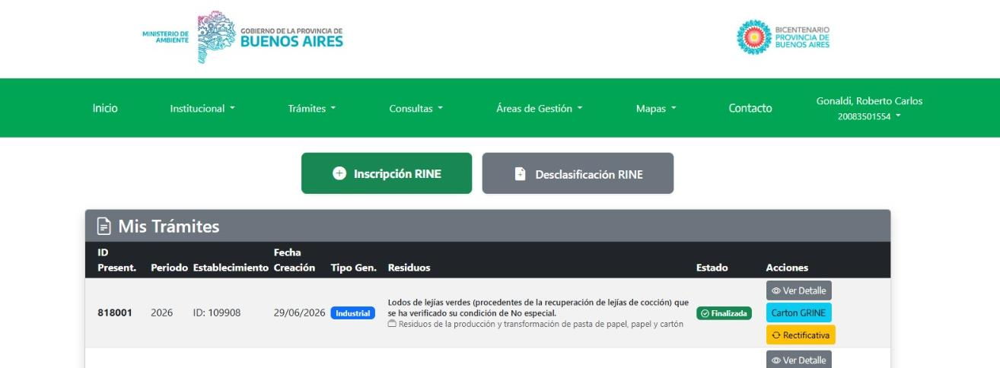 MINISTERIO DE
AMBIENTE
GOBIERNO DE LA PROVINCIA DE
BUENOS AIRES
BICENTENARIO
PROVINCIA DE
BUENOS AIRES
Inicio
Institucional
Trámites
Consultas
Áreas de Gestión
Mapas
Contacto
Gonaldi, Roberto Carlos
20083501554
Inscripción RINE
Desclasificación RINE
Mis Trámites
ID Present. Periodo Establecimiento Fecha Creación Tipo Gen. Residuos Estado Acciones
818001 2026 ID: 109908 29/06/2026 Industrial
Lodos de lejías verdes (procedentes de la recuperación de lejías de cocción) que
se ha verificado su condición de No especial.
Residuos de la producción y transformación de pasta de papel, papel y cartón
Finalizada
Ver Detalle
Carton GRINE
Rectificativa
Ver Detalle